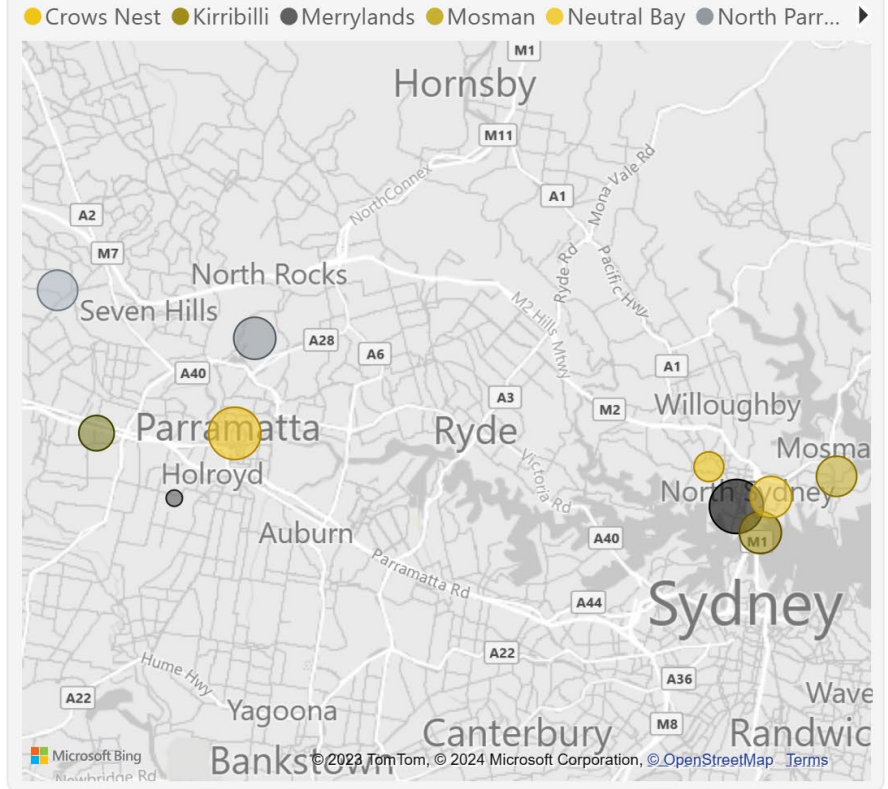 Crows Nest Kirribilli Merrylands Mosman Neutral Bay North Parr...
M1
Hornsby
M11
NorthConnex
A1
Mona Vale Rd
A2
M7
North Rocks
Ryde Rd
Pacific Hwy
Seven Hills
M2 Hills Mtwy
A28
A6
A40
A1
A3
M2
Willoughby
Parramatta
Ryde
Mosma
Holroyd
Victoria Rd
North Sydney
Auburn
A40
M1
Parramatta Rd
A44
Sydney
A22
Hume Hwy
A36
A22
Wave
Yagoona
M8
Canterbury
Randwic
Microsoft Bing
Bankstown
© 2023 TomTom, © 2024 Microsoft Corporation, © OpenStreetMap Terms
Newbridge Rd